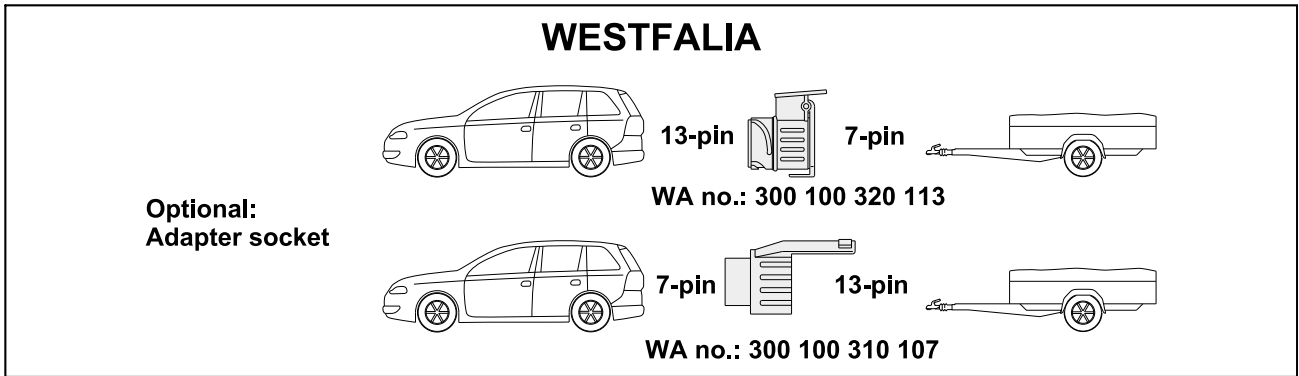 WESTFALIA
13-pin 7-pin
WA no.: 300 100 320 113
Optional:
Adapter socket
7-pin 13-pin
WA no.: 300 100 310 107